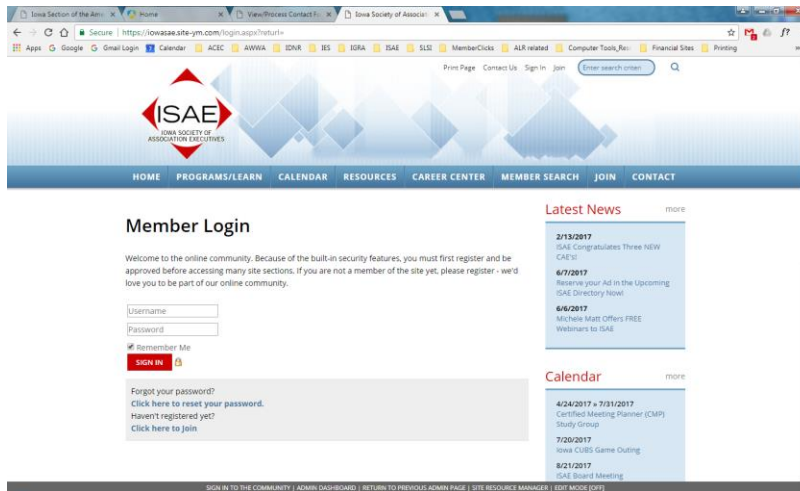 Iowa Section of the Ame
Home
View/Process Contact Fo
Iowa Society of Associati
Secure https://iowasae.site-ym.com/login.aspx?returl=
Apps Google Gmail Login Calendar ACEC AWWA IDNR IES IGRA ISAE SLSI MemberClicks ALR related Computer Tools_Res Financial Sites Printing
Print Page Contact Us Sign In Join Enter search criteri
ISAE
IOWA SOCIETY OF
ASSOCIATION EXECUTIVES
HOME PROGRAMS/LEARN CALENDAR RESOURCES CAREER CENTER MEMBER SEARCH JOIN CONTACT
Member Login
Welcome to the online community. Because of the built-in security features, you must first register and be
approved before accessing many site sections. If you are not a member of the site yet, please register - we'd
love you to be part of our online community.
Username
Password
Remember Me
SIGN IN
Forgot your password?
Click here to reset your password.
Haven't registered yet?
Click here to Join
Latest News more
2/13/2017
ISAE Congratulates Three NEW
CAE's!
6/7/2017
Reserve your Ad in the Upcoming
ISAE Directory Now!
6/6/2017
Michele Matt Offers FREE
Webinars to ISAE
Calendar more
4/24/2017 » 7/31/2017
Certified Meeting Planner (CMP)
Study Group
7/20/2017
Iowa CUBS Game Outing
8/21/2017
ISAE Board Meeting
SIGN IN TO THE COMMUNITY | ADMIN DASHBOARD | RETURN TO PREVIOUS ADMIN PAGE | SITE RESOURCE MANAGER | EDIT MODE [OFF]